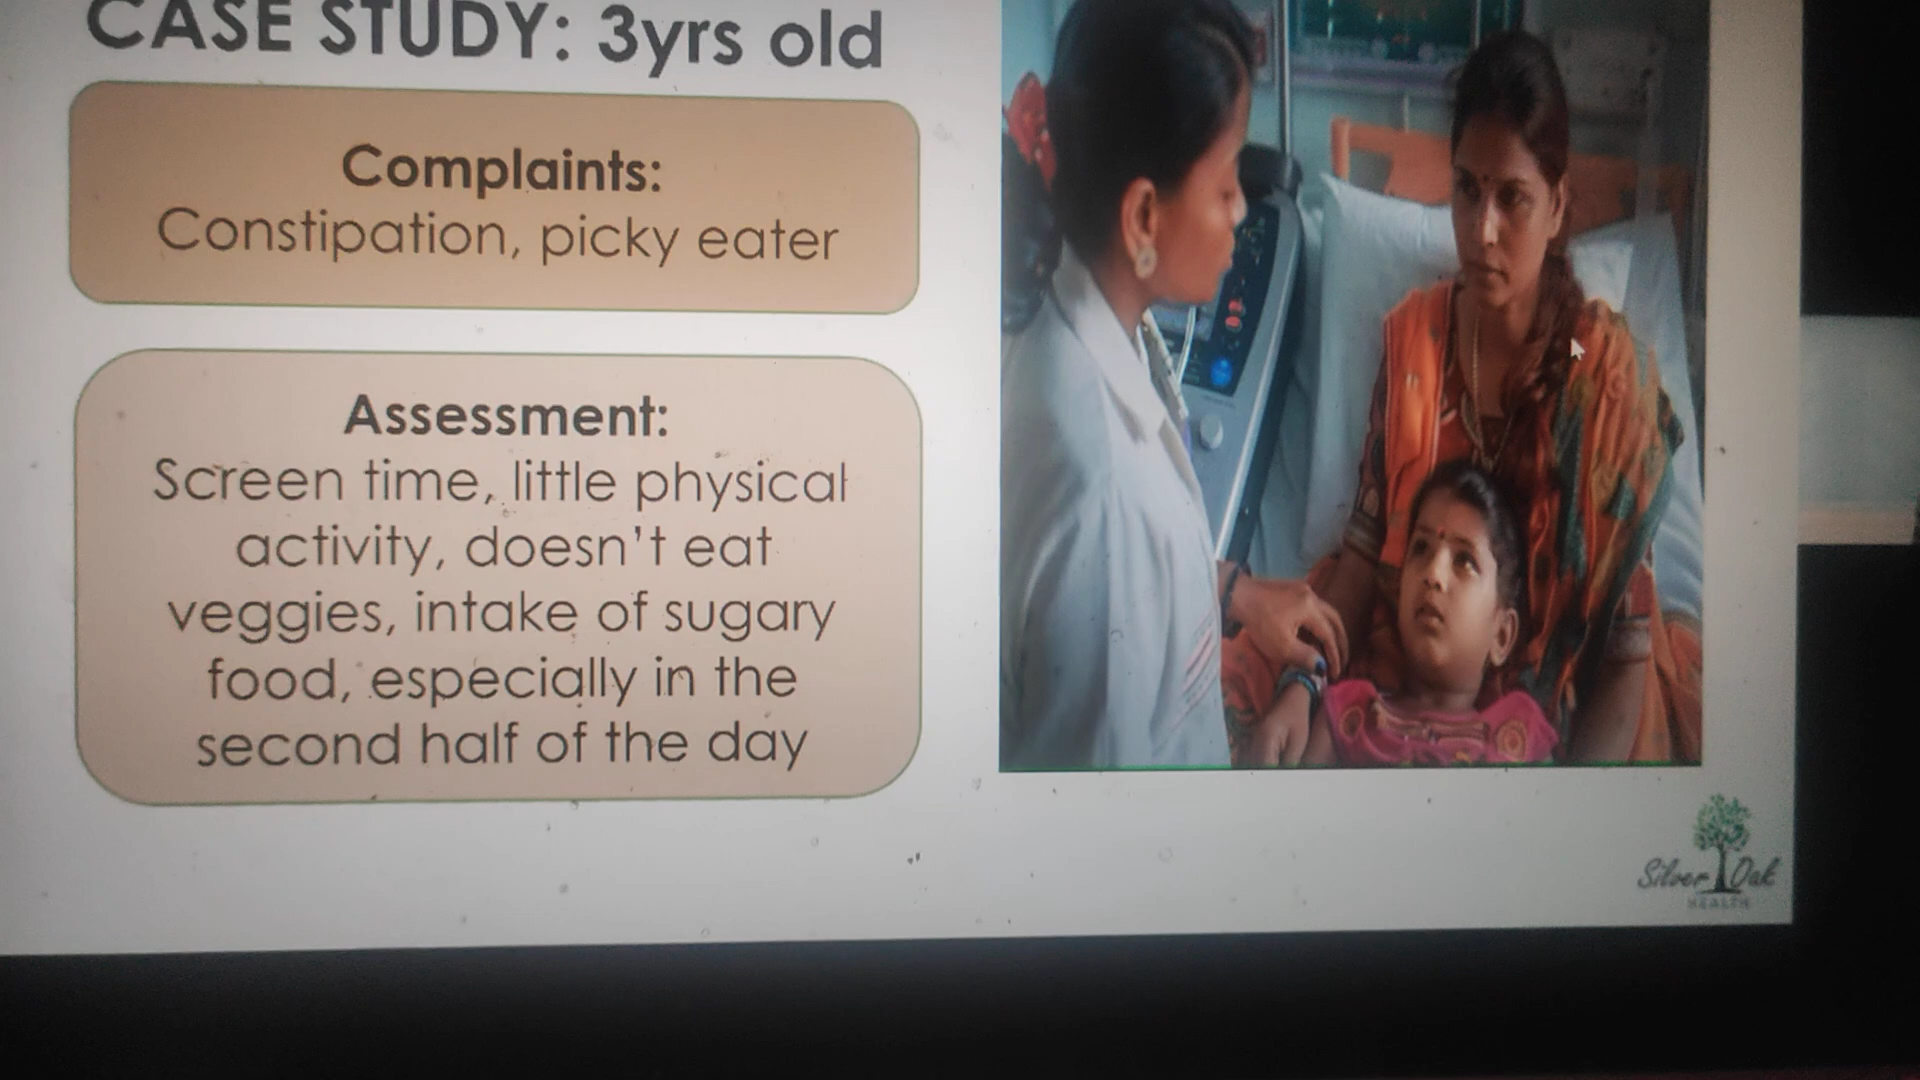 CASE STUDY: 3yrs old
Complaints:
Constipation, picky eater
Assessment:
Screen time, little physical
activity, doesn't eat
veggies, intake of sugary
food, especially in the
second half of the day
Silver Oak
HEALTH